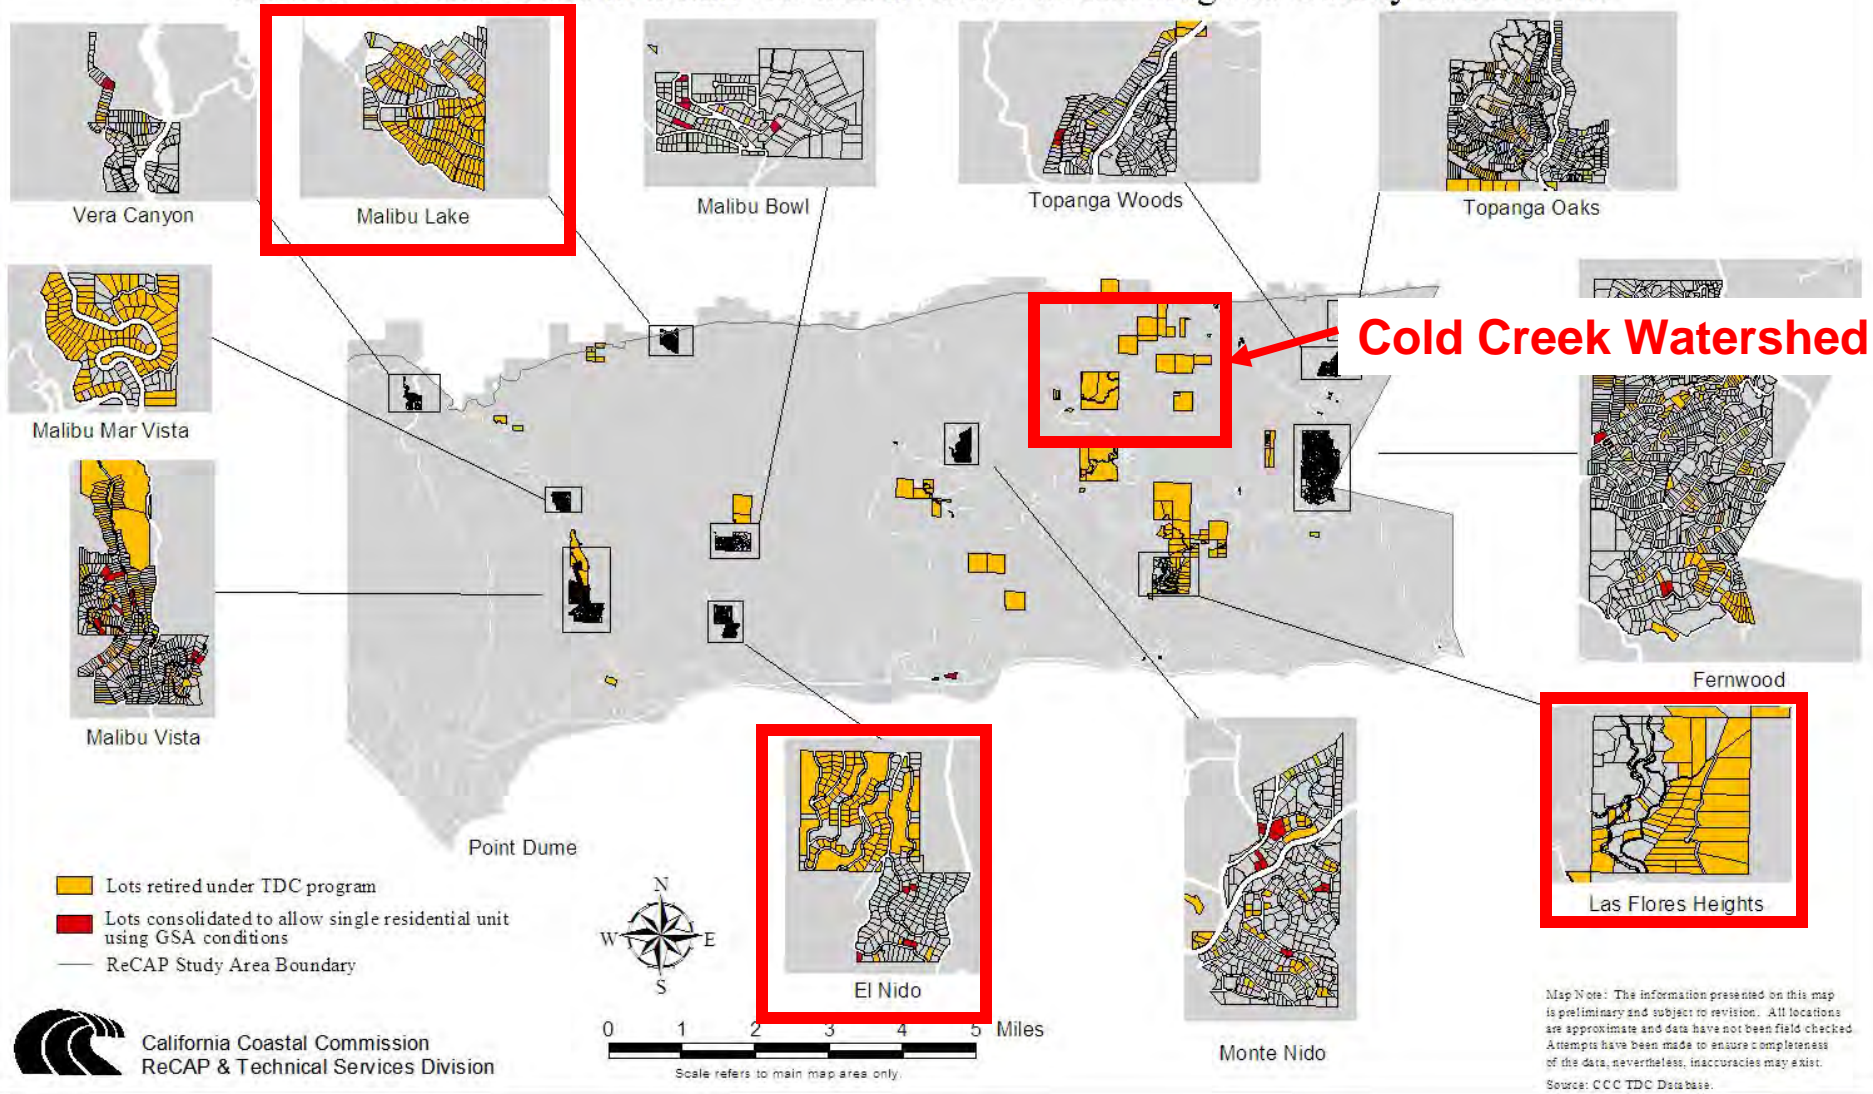 Vera Canyon
Malibu Lake
Malibu Bowl
Topanga Woods
Topanga Oaks
Cold Creek Watershed
Malibu Mar Vista
Malibu Vista
Fernwood
Las Flores Heights
Point Dume
El Nido
Monte Nido
Lots retired under TDC program
Lots consolidated to allow single residential unit
using GSA conditions
ReCAP Study Area Boundary
N
W E
S
California Coastal Commission
ReCAP & Technical Services Division
0 1 2 3 4 5 Miles
Scale refers to main map area only.
Map Note: The information presented on this map
is preliminary and subject to revision. All locations
are approximate and data have not been field checked.
Attempts have been made to ensure completeness
of the data, nevertheless, inaccuracies may exist.
Source: CCC TDC Database.